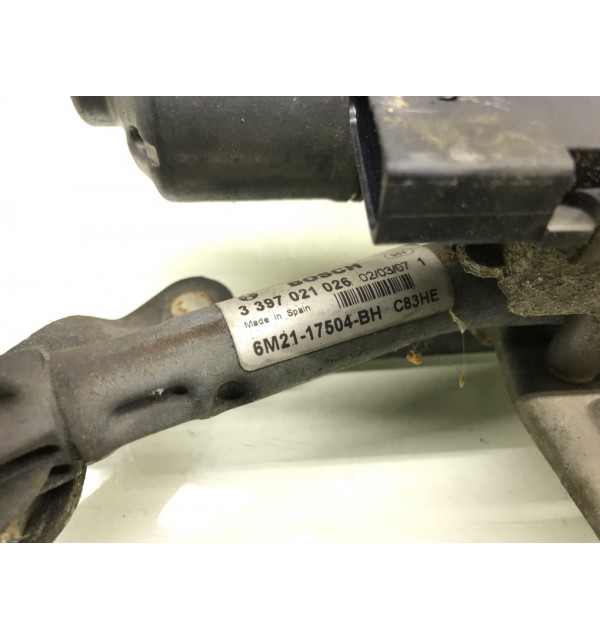 BOSCH
3 397 021 026 02/03/07 1
Made in Spain
6M21-17504-BH C83HE